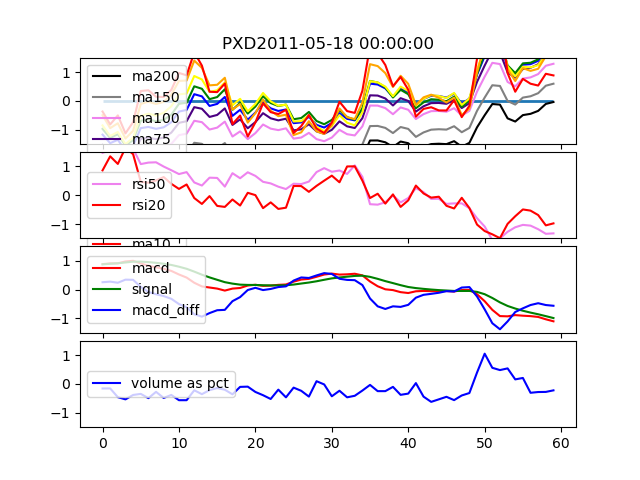 PXD2011-05-18 00:00:00
1
0
−1
ma200
ma150
ma100
ma75
1
0
−1
rsi50
rsi20
ma10
1
0
−1
macd
signal
macd_diff
1
0
−1
volume as pct
0 10 20 30 40 50 60